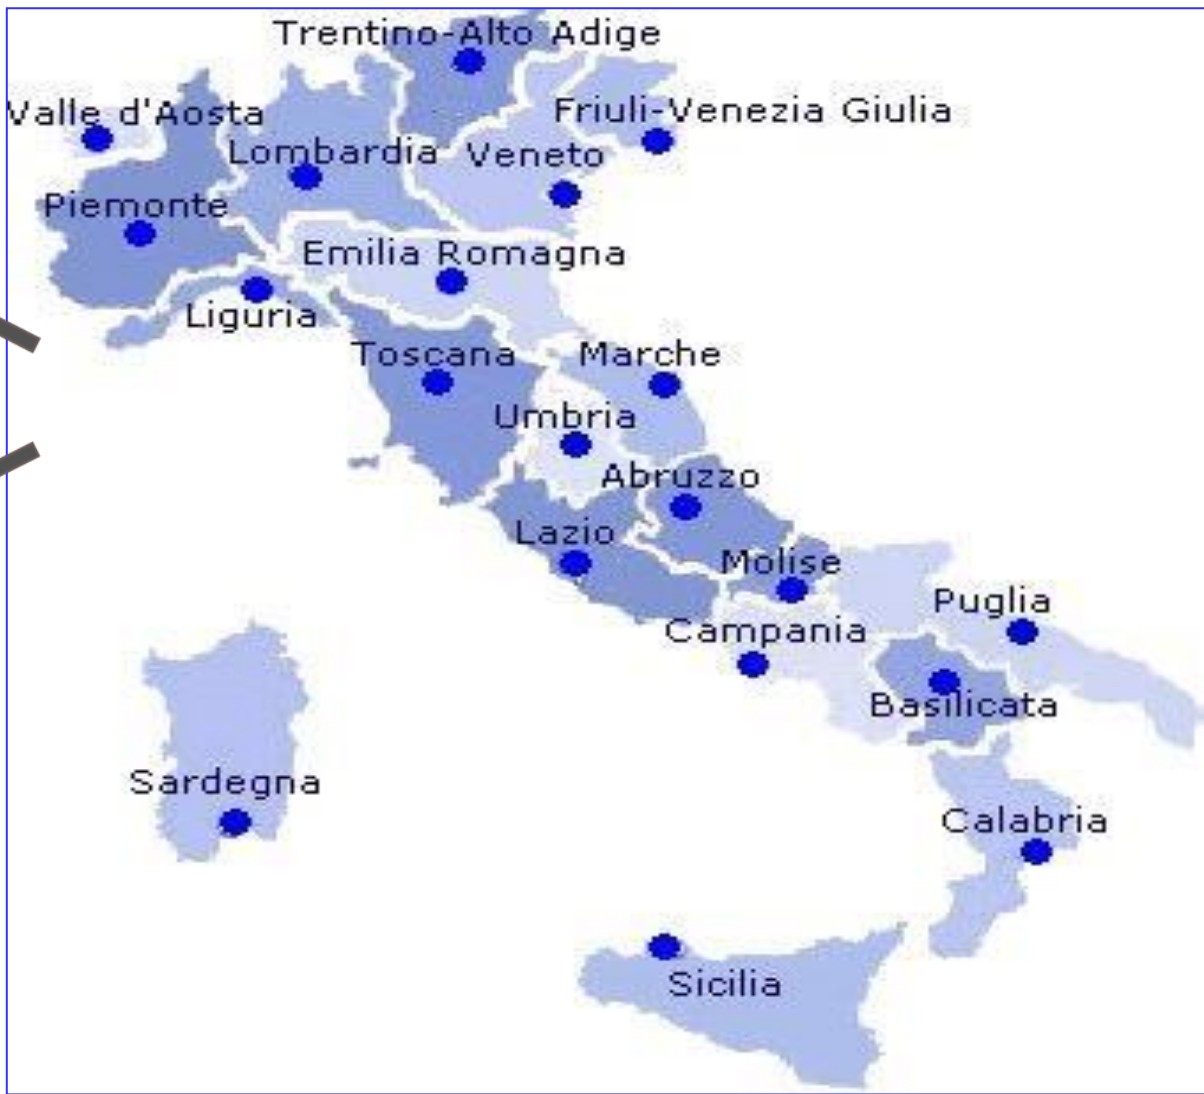 Trentino-Alto Adige
Valle d'Aosta
Friuli-Venezia Giulia
Lombardia
Veneto
Piemonte
Emilia Romagna
Liguria
Toscana
Marche
Umbria
Abruzzo
Lazio
Molise
Puglia
Campania
Basilicata
Sardegna
Calabria
Sicilia